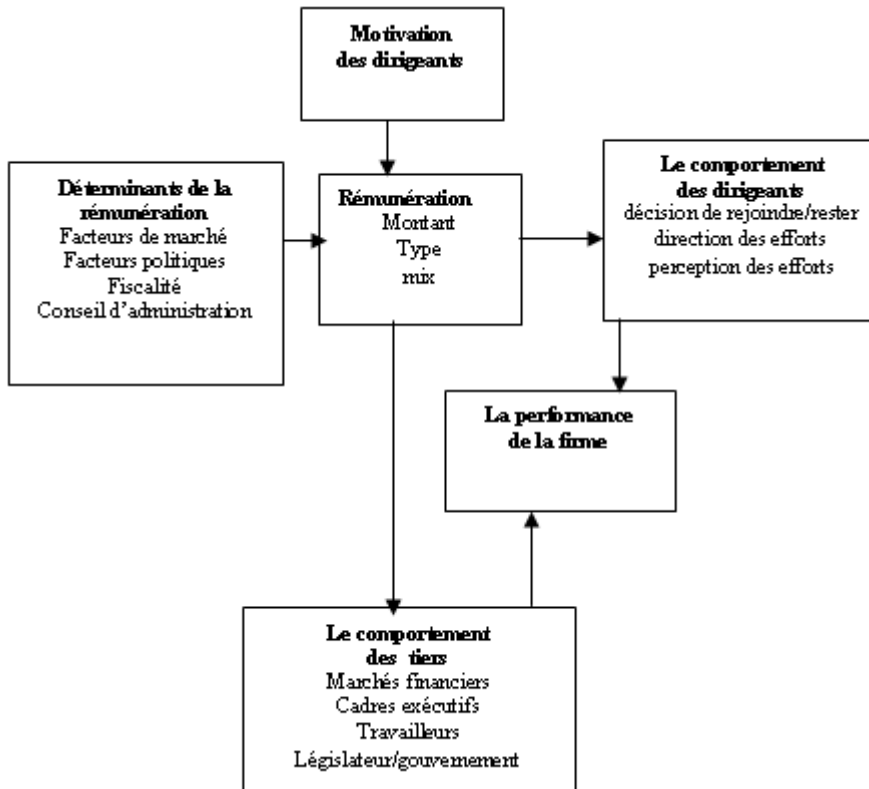 Motivation
des dirigeants
Déterminants de la
rémunération
Facteurs de marché
Facteurs politiques
Fiscalité
Conseil d'administration
Rémunération
Montant
Type
mix
Le comportement
des dirigeants
décision de rejoindre/rester
direction des efforts
perception des efforts
La performance
de la firme
Le comportement
des tiers
Marchés financiers
Cadres exécutifs
Travailleurs
Législateur/gouvernement